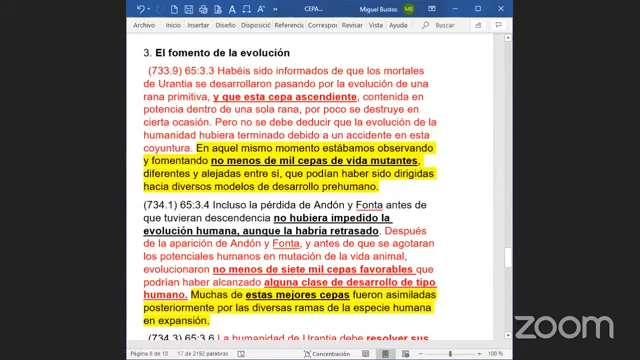 CEPA...
Miguel Bustos
MB
Archivo Inicio Insertar Diseño Disposició Referencia Correspor Revisar Vista
3. El fomento de la evolución
(733.9) 65:3.3 Habéis sido informados de que los mortales
de Urantia se desarrollaron pasando por la evolución de una
rana primitiva, y que esta cepa ascendiente, contenida en
potencia dentro de una sola rana, por poco se destruye en
cierta ocasión. Pero no se debe deducir que la evolución de la
humanidad hubiera terminado debido a un accidente en esta
coyuntura. En aquel mismo momento estábamos observando
y fomentando no menos de mil cepas de vida mutantes,
diferentes y alejadas entre sí, que podían haber sido dirigidas
hacia diversos modelos de desarrollo prehumano.
(734.1) 65:3.4 Incluso la pérdida de Andón y Fonta antes
de que tuvieran descendencia no hubiera impedido la
evolución humana, aunque la habría retrasado. Después
de la aparición de Andón y Fonta, y antes de que se agotaran
los potenciales humanos en mutación de la vida animal,
evolucionaron no menos de siete mil cepas favorables que
podrían haber alcanzado alguna clase de desarrollo de tipo
humano. Muchas de estas mejores cepas fueron asimiladas
posteriormente por las diversas ramas de la especie humana
en expansión.
(734.3) 65:3.6 La humanidad de Urantia debe resolver sus
Página 8 de 10 17 de 2192 palabras Concentración 100 %
zoom